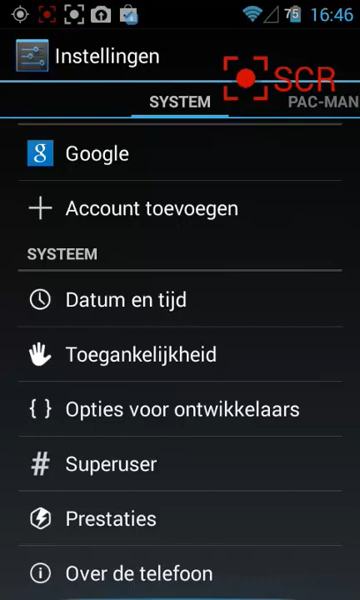 75 16:46
Instellingen
SCR
SYSTEM PAC-MAN
Google
Account toevoegen
SYSTEEM
Datum en tijd
Toegankelijkheid
{ } Opties voor ontwikkelaars
# Superuser
Prestaties
Over de telefoon